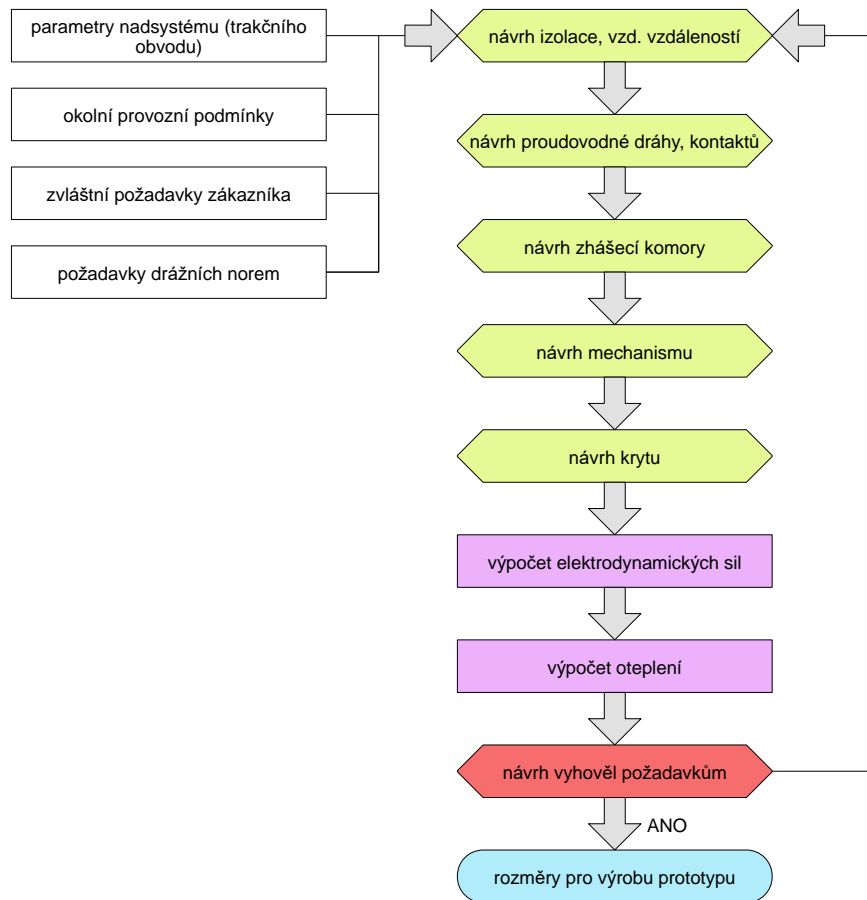 parametry nadsystému (trakčního
obvodu)
okolní provozní podmínky
zvláštní požadavky zákazníka
požadavky drážních norem
návrh izolace, vzd. vzdáleností
návrh proudovodné dráhy, kontaktů
návrh zhášecí komory
návrh mechanismu
návrh krytu
výpočet elektrodynamických sil
výpočet oteplení
návrh vyhověl požadavkům
ANO
rozměry pro výrobu prototypu